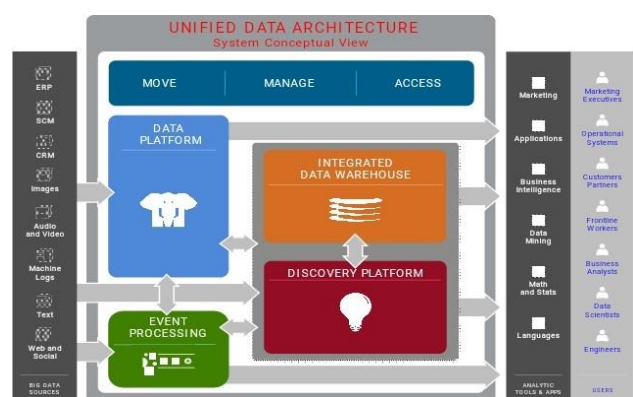 UNIFIED DATA ARCHITECTURE
System Conceptual View
MOVE
MANAGE
ACCESS
ERP
SCM
CRM
Images
Audio
and Video
Machine
Logs
Text
Web and
Social
BIG DATA
SOURCES
DATA
PLATFORM
INTEGRATED
DATA WAREHOUSE
DISCOVERY PLATFORM
EVENT
PROCESSING
Marketing
Applications
Business
Intelligence
Data
Mining
Math
and Stats
Languages
ANALYTIC
TOOLS & APPS
Marketing
Executives
Operational
Systems
Customers
Partners
Frontline
Workers
Business
Analysts
Data
Scientists
Engineers
USERS